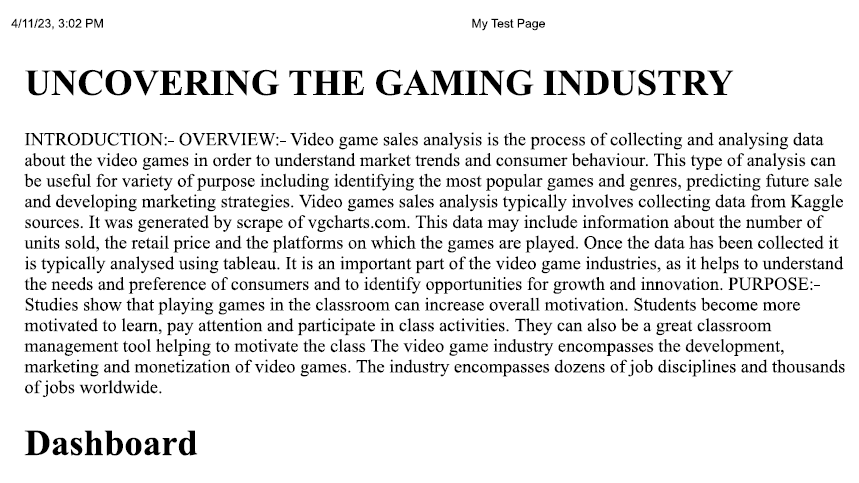 4/11/23, 3:02 PM My Test Page
UNCOVERING THE GAMING INDUSTRY
INTRODUCTION:- OVERVIEW:- Video game sales analysis is the process of collecting and analysing data
about the video games in order to understand market trends and consumer behaviour. This type of analysis can
be useful for variety of purpose including identifying the most popular games and genres, predicting future sale
and developing marketing strategies. Video games sales analysis typically involves collecting data from Kaggle
sources. It was generated by scrape of vgcharts.com. This data may include information about the number of
units sold, the retail price and the platforms on which the games are played. Once the data has been collected it
is typically analysed using tableau. It is an important part of the video game industries, as it helps to understand
the needs and preference of consumers and to identify opportunities for growth and innovation. PURPOSE:-
Studies show that playing games in the classroom can increase overall motivation. Students become more
motivated to learn, pay attention and participate in class activities. They can also be a great classroom
management tool helping to motivate the class The video game industry encompasses the development,
marketing and monetization of video games. The industry encompasses dozens of job disciplines and thousands
of jobs worldwide.
Dashboard